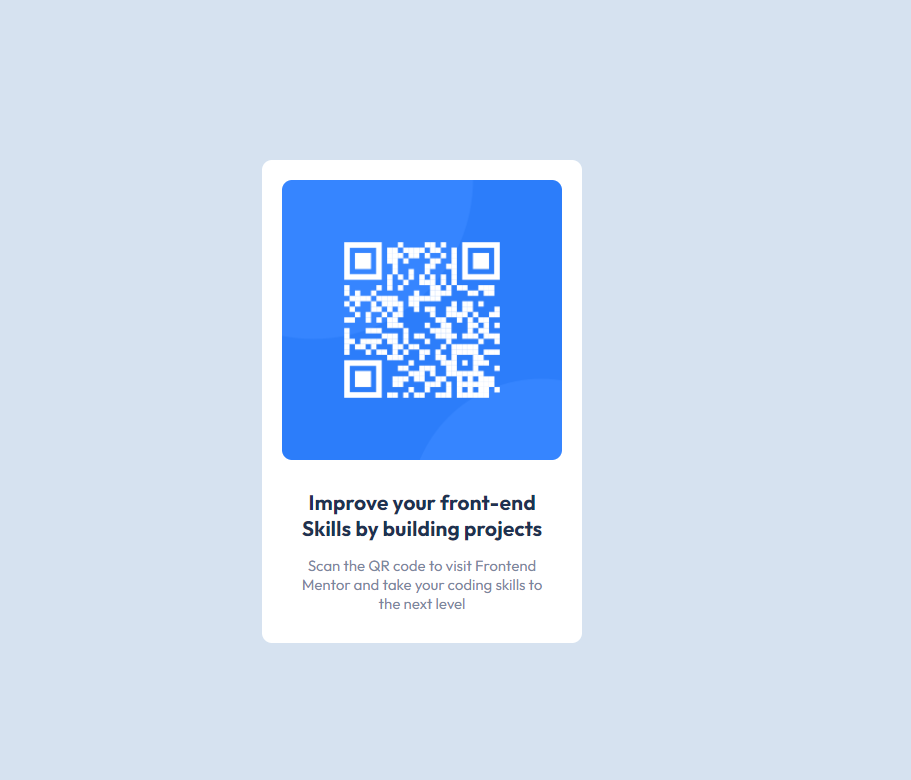 Improve your front-end
Skills by building projects
Scan the QR code to visit Frontend
Mentor and take your coding skills to
the next level